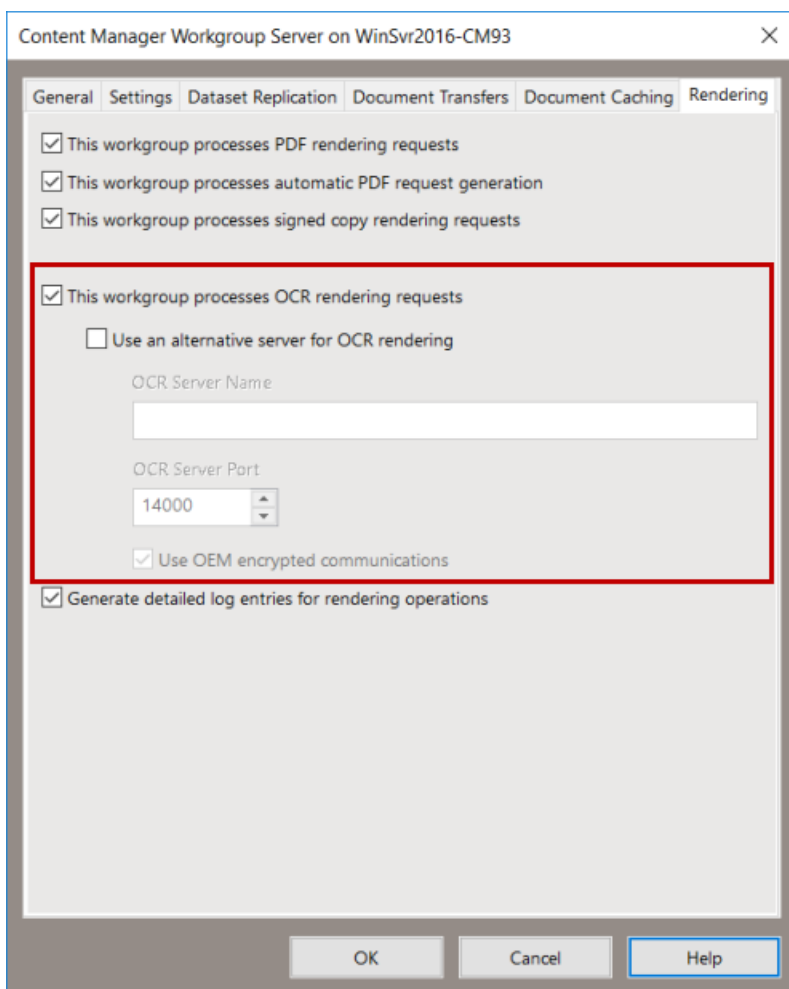 Content Manager Workgroup Server on WinSvr2016-CM93
General Settings Dataset Replication Document Transfers Document Caching Rendering
This workgroup processes PDF rendering requests
This workgroup processes automatic PDF request generation
This workgroup processes signed copy rendering requests
This workgroup processes OCR rendering requests
Use an alternative server for OCR rendering
OCR Server Name
OCR Server Port
14000
Use OEM encrypted communications
Generate detailed log entries for rendering operations
OK Cancel Help